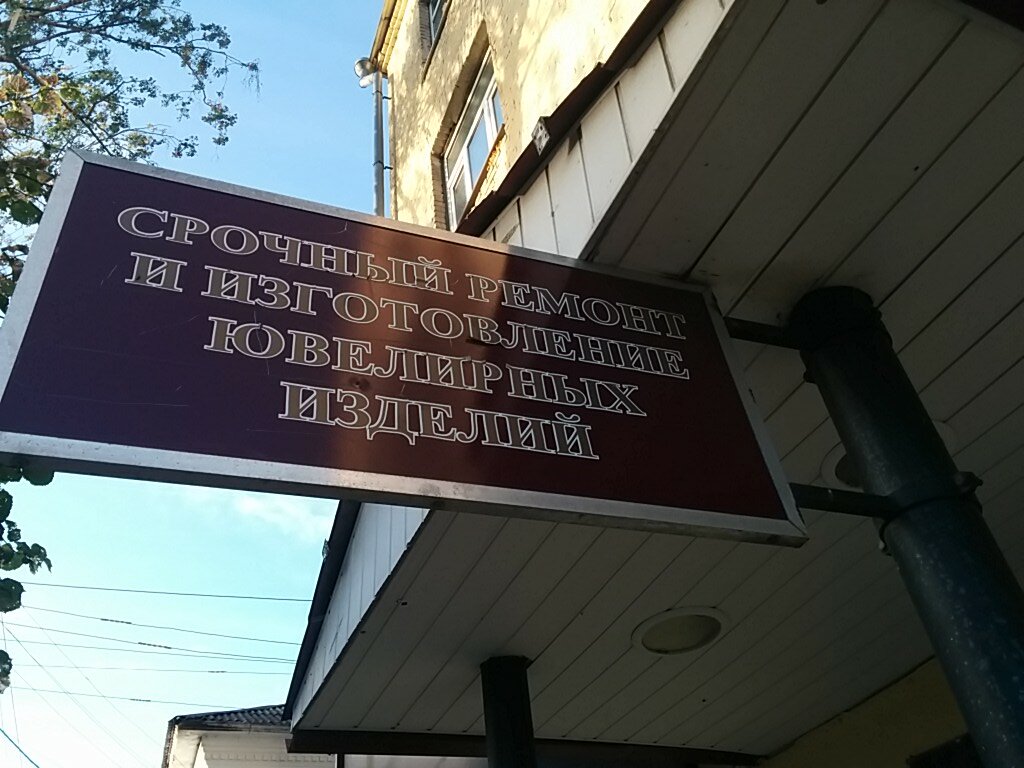 СРОЧНЫЙ РЕМОНТ
И ИЗГОТОВЛЕНИЕ
ЮВЕЛИРНЫХ
ИЗДЕЛИЙ